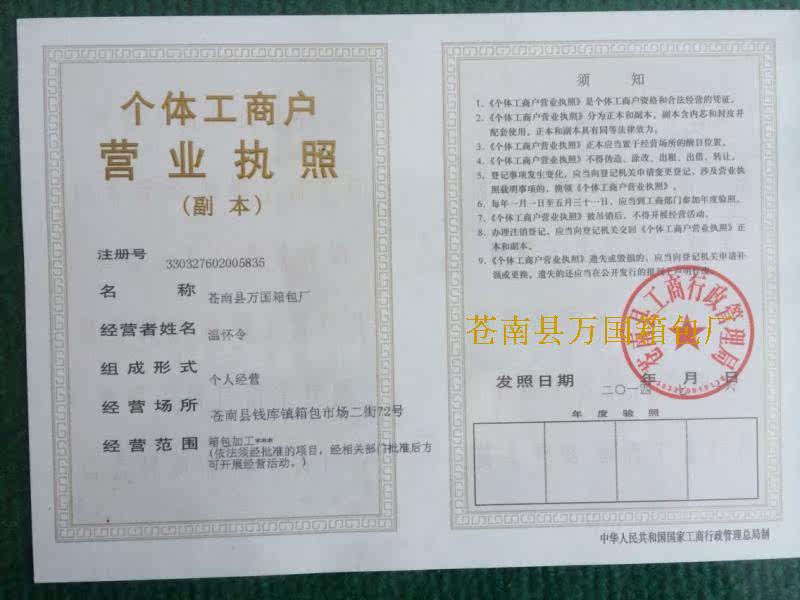 个体工商户
营业执照
(副本)
注册号 330327602005835
名称 苍南县万国箱包厂
经营者姓名 温怀令
组成形式 个人经营
经营场所 苍南县钱库镇箱包市场二街72号
经营范围 箱包加工***
(依法须经批准的项目，经相关部门批准后方
可开展经营活动。)
须知
1.《个体工商户营业执照》是个体工商户资格和合法经营的凭证。
2.《个体工商户营业执照》分为正本和副本，副本含内芯和封皮并
配套使用，正本和副本具有同等法律效力。
3.《个体工商户营业执照》正本应当置于经营场所的醒目位置。
4.《个体工商户营业执照》不得伪造、涂改、出租、出借、转让。
5.登记事项发生变化，应当向登记机关申请变更登记，涉及营业执
照载明事项的，换领《个体工商户营业执照》。
6.每年一月一日至五月三十一日，应当到工商部门参加年度验照。
7.《个体工商户营业执照》被吊销后，不得开展经营活动。
8.办理注销登记，应当向登记机关交回《个体工商户营业执照》正
本和副本。
9.《个体工商户营业执照》遗失或毁损的，应当向登记机关申请补
领或更换。遗失的还应当在公开发行的报刊上声明作废。
苍南县工商行政管理局
苍南县万国箱包厂
发照日期 二〇一四年 月 日
年度验照
中华人民共和国国家工商行政管理总局制